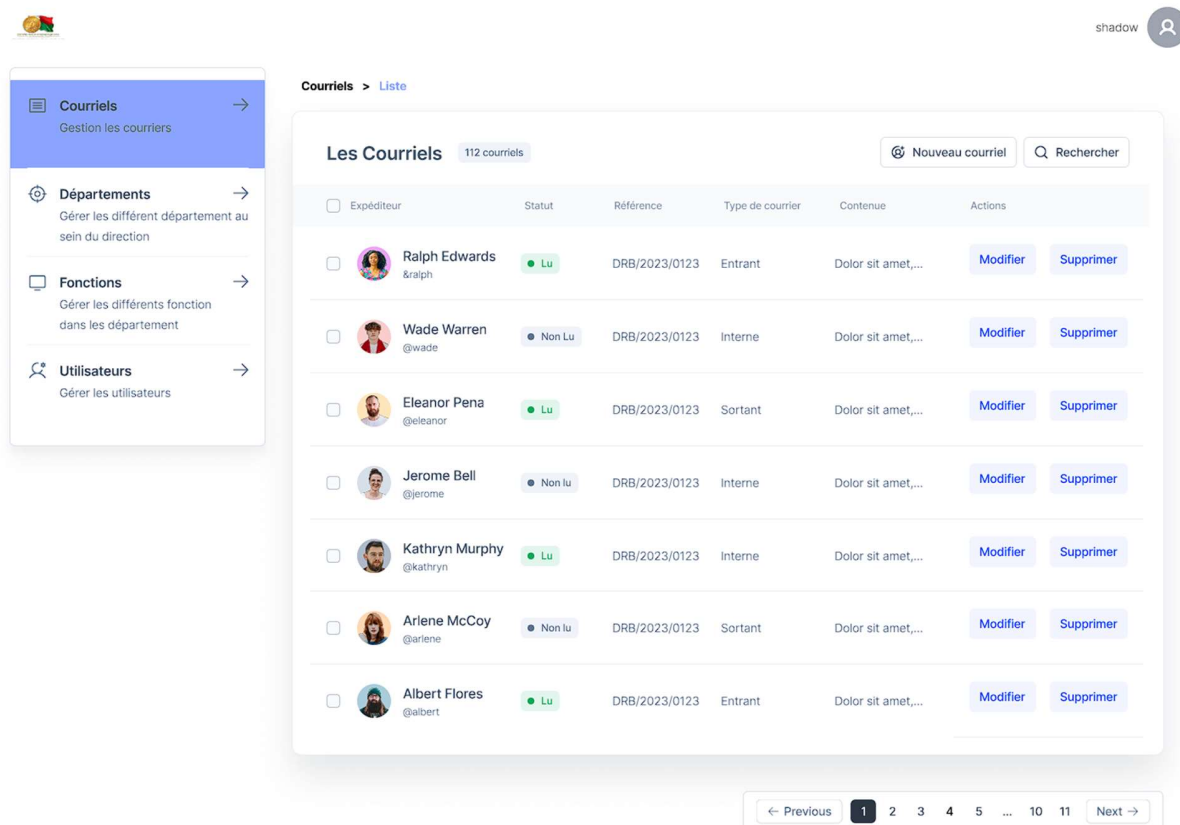 shadow
Courriels
Gestion les courriers
Départements
Gérer les différent département au
sein du direction
Fonctions
Gérer les différents fonction
dans les département
Utilisateurs
Gérer les utilisateurs
Courriels > Liste
Les Courriels 112 courriels Nouveau courriel Rechercher
Expéditeur Statut Référence Type de courrier Contenue Actions
Ralph Edwards Lu DRB/2023/0123 Entrant Dolor sit amet,... Modifier Supprimer
&ralph
Wade Warren Non Lu DRB/2023/0123 Interne Dolor sit amet,... Modifier Supprimer
@wade
Eleanor Pena Lu DRB/2023/0123 Sortant Dolor sit amet,... Modifier Supprimer
@eleanor
Jerome Bell Non lu DRB/2023/0123 Interne Dolor sit amet,... Modifier Supprimer
@jerome
Kathryn Murphy Lu DRB/2023/0123 Interne Dolor sit amet,... Modifier Supprimer
@kathryn
Arlene McCoy Non lu DRB/2023/0123 Sortant Dolor sit amet,... Modifier Supprimer
@arlene
Albert Flores Lu DRB/2023/0123 Entrant Dolor sit amet,... Modifier Supprimer
@albert
← Previous 1 2 3 4 5 ... 10 11 Next →